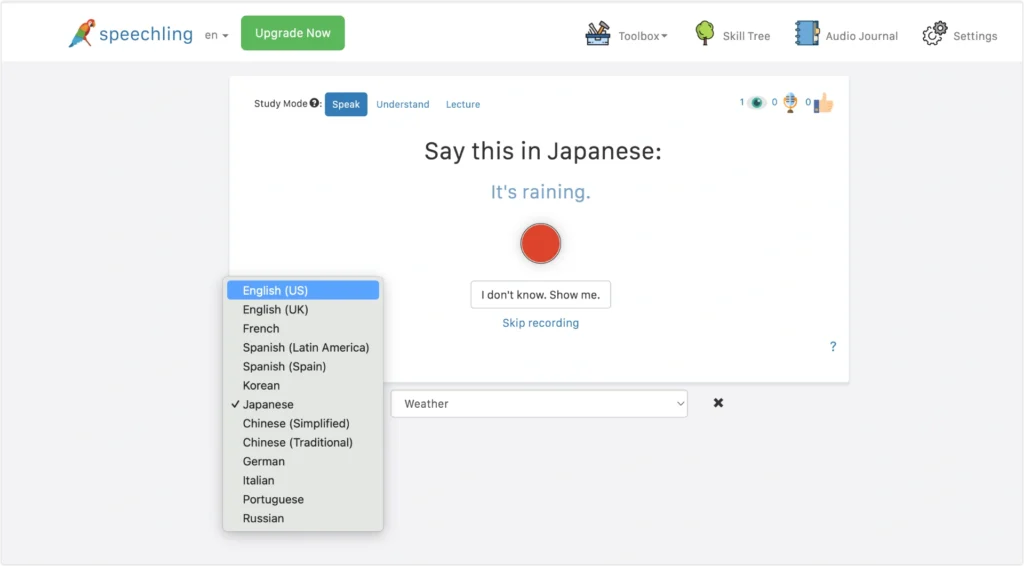 speechling en Upgrade Now Toolbox Skill Tree Audio Journal Settings
Study Mode ?: Speak Understand Lecture 1 0 0
Say this in Japanese:
It's raining.
I don't know. Show me.
Skip recording
?
English (US)
English (UK)
French
Spanish (Latin America)
Spanish (Spain)
Korean
✓ Japanese
Chinese (Simplified)
Chinese (Traditional)
German
Italian
Portuguese
Russian
Weather ✖